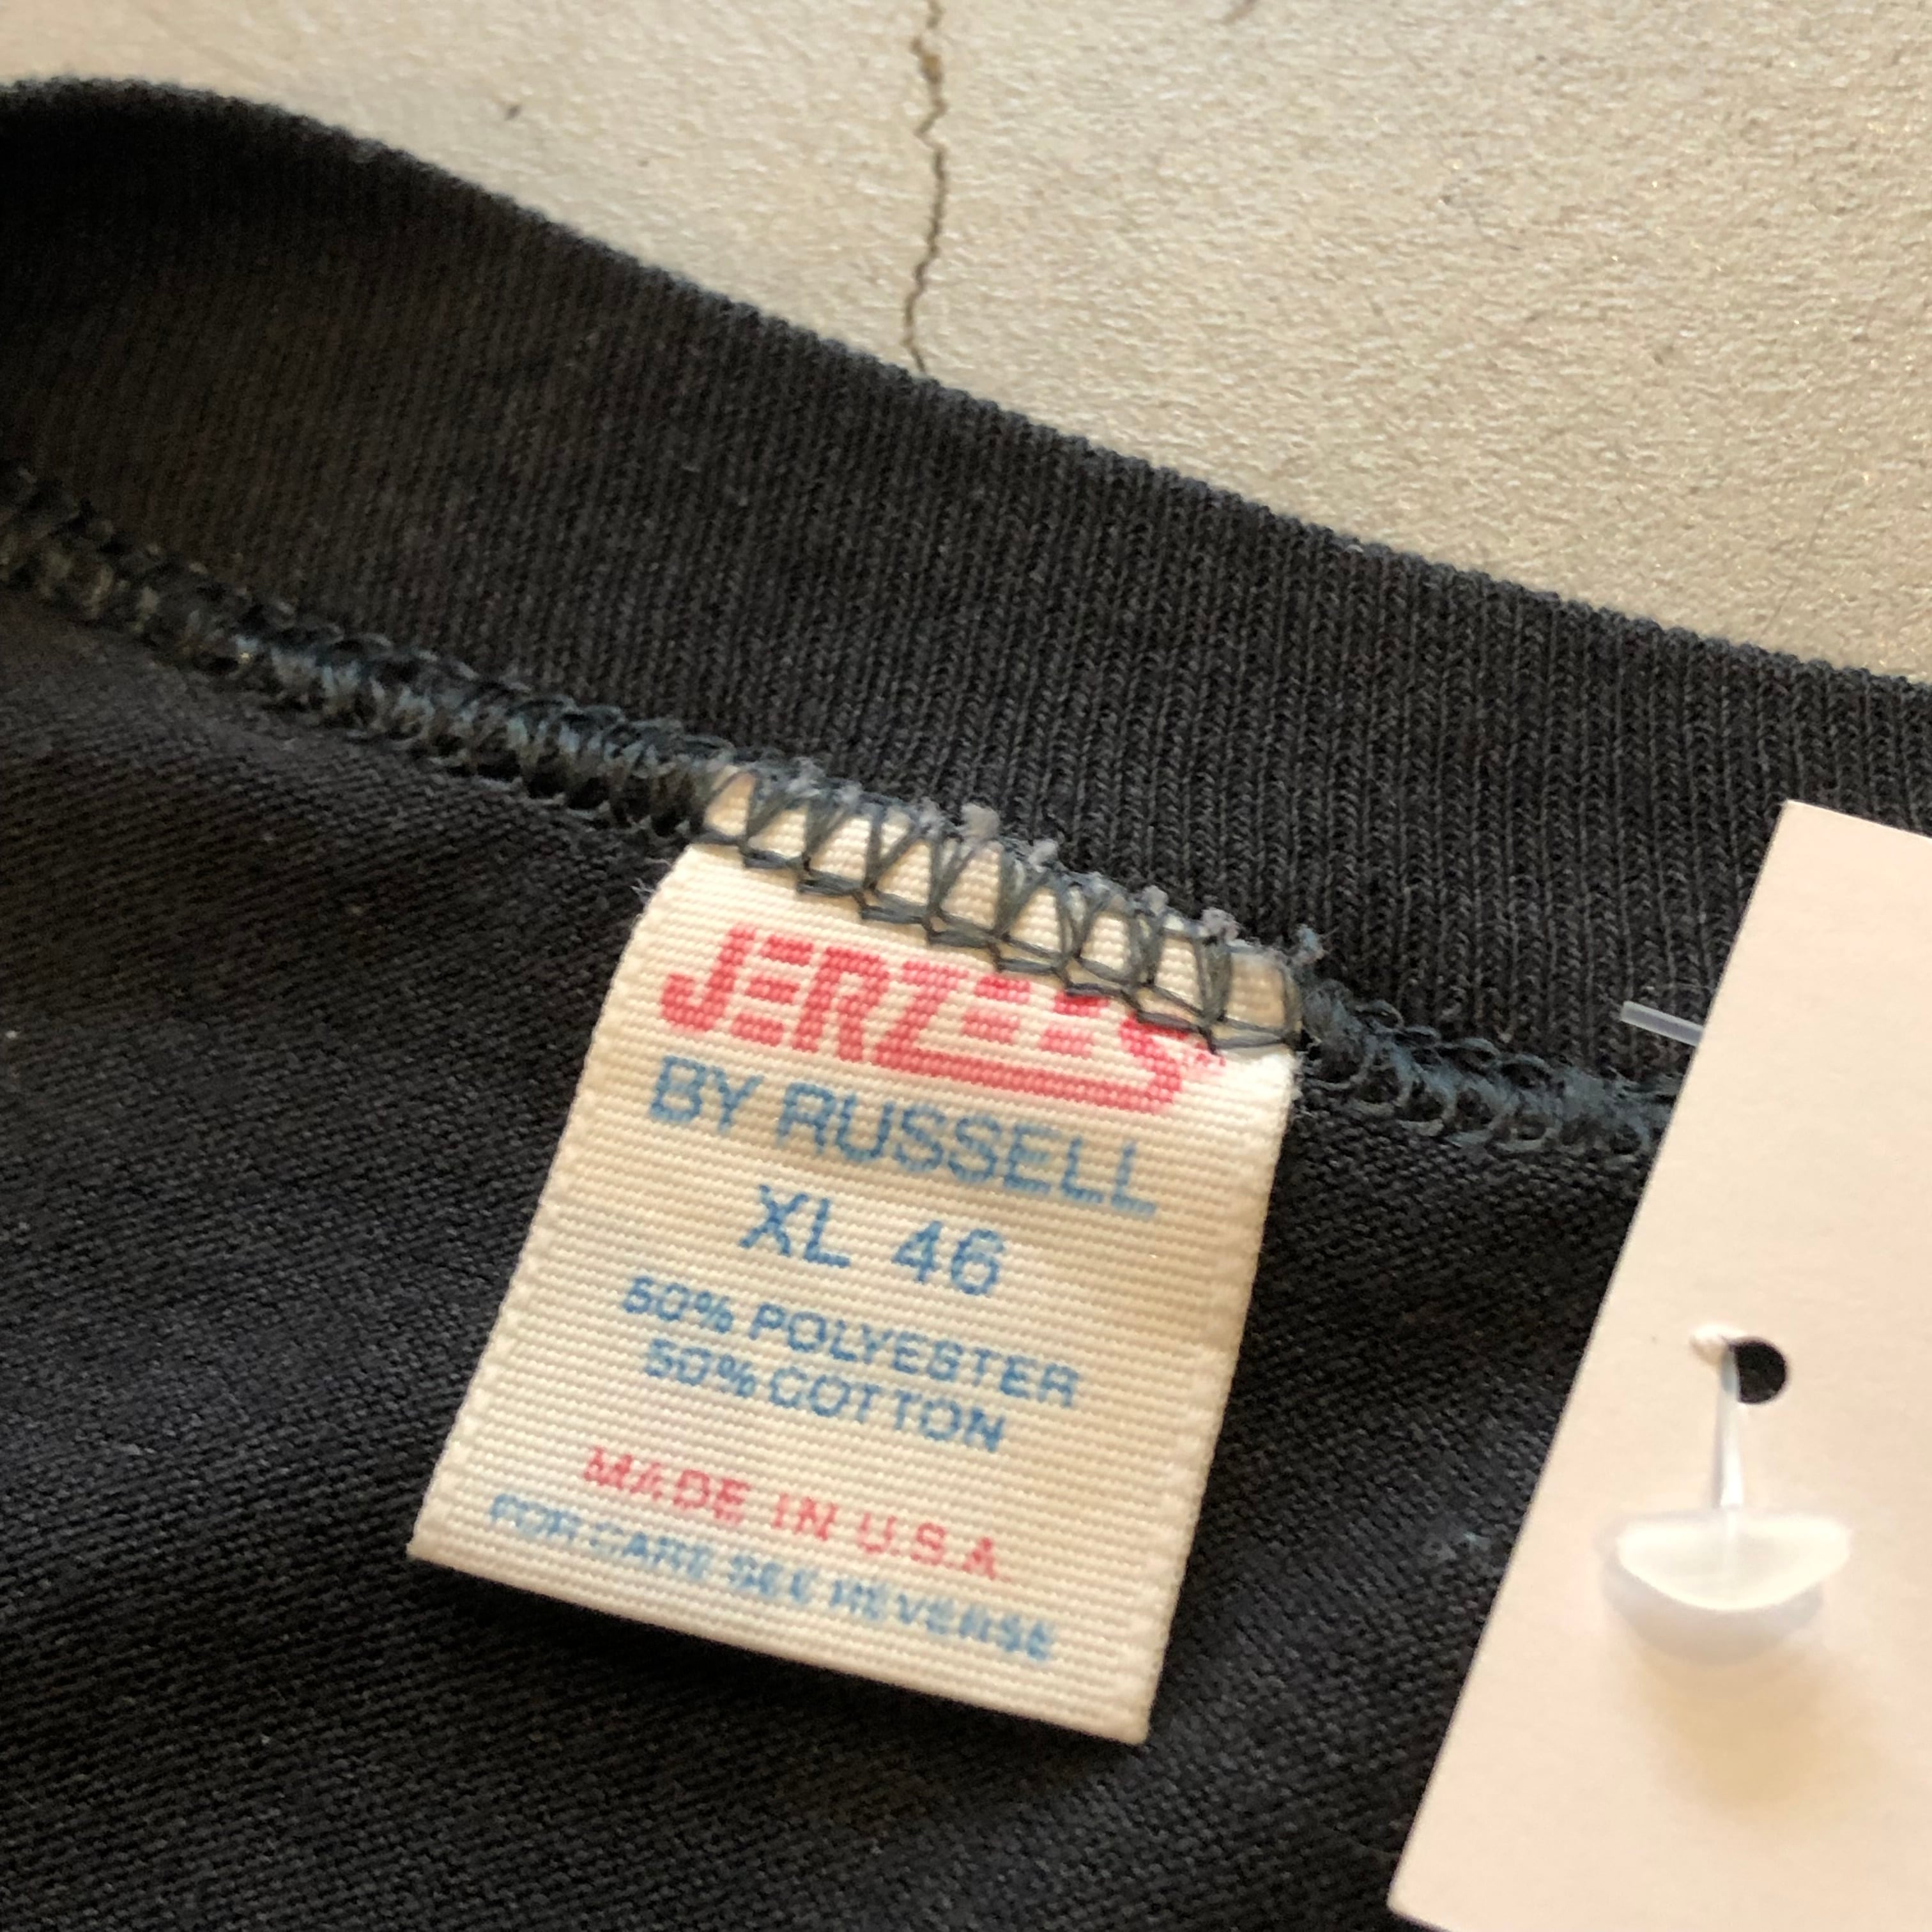 JERZEES
BY RUSSELL
XL 46
50% POLYESTER
50% COTTON
MADE IN U.S.A
FOR CARE SEE REVERSE